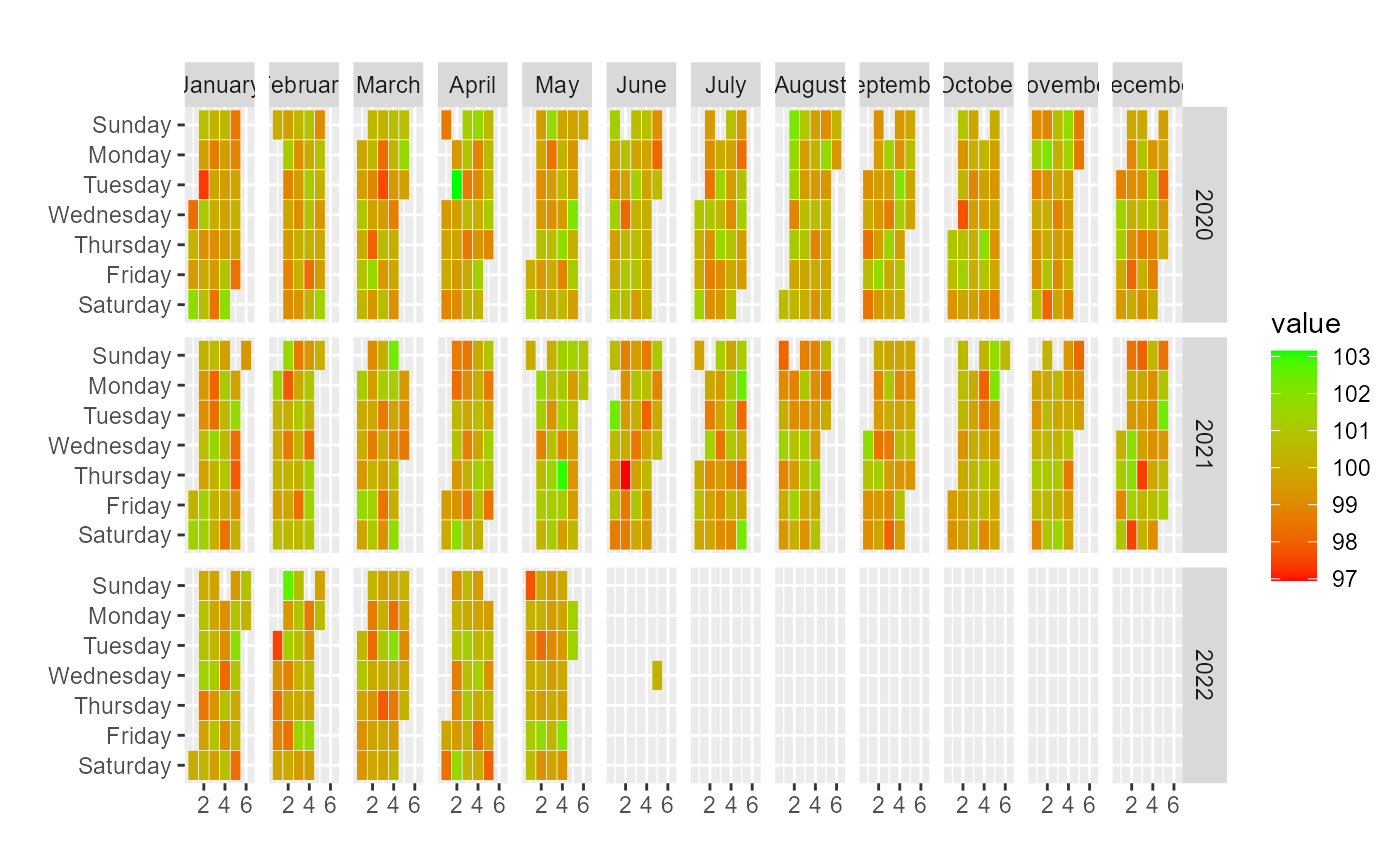 January ebruar March April May June July August eptemb Octobe ovembe ecembe
Sunday
Monday
Tuesday
Wednesday
Thursday
Friday
Saturday
2020
Sunday
Monday
Tuesday
Wednesday
Thursday
Friday
Saturday
2021
Sunday
Monday
Tuesday
Wednesday
Thursday
Friday
Saturday
2022
2 4 6 2 4 6 2 4 6 2 4 6 2 4 6 2 4 6 2 4 6 2 4 6 2 4 6 2 4 6 2 4 6 2 4 6
value
103
102
101
100
99
98
97